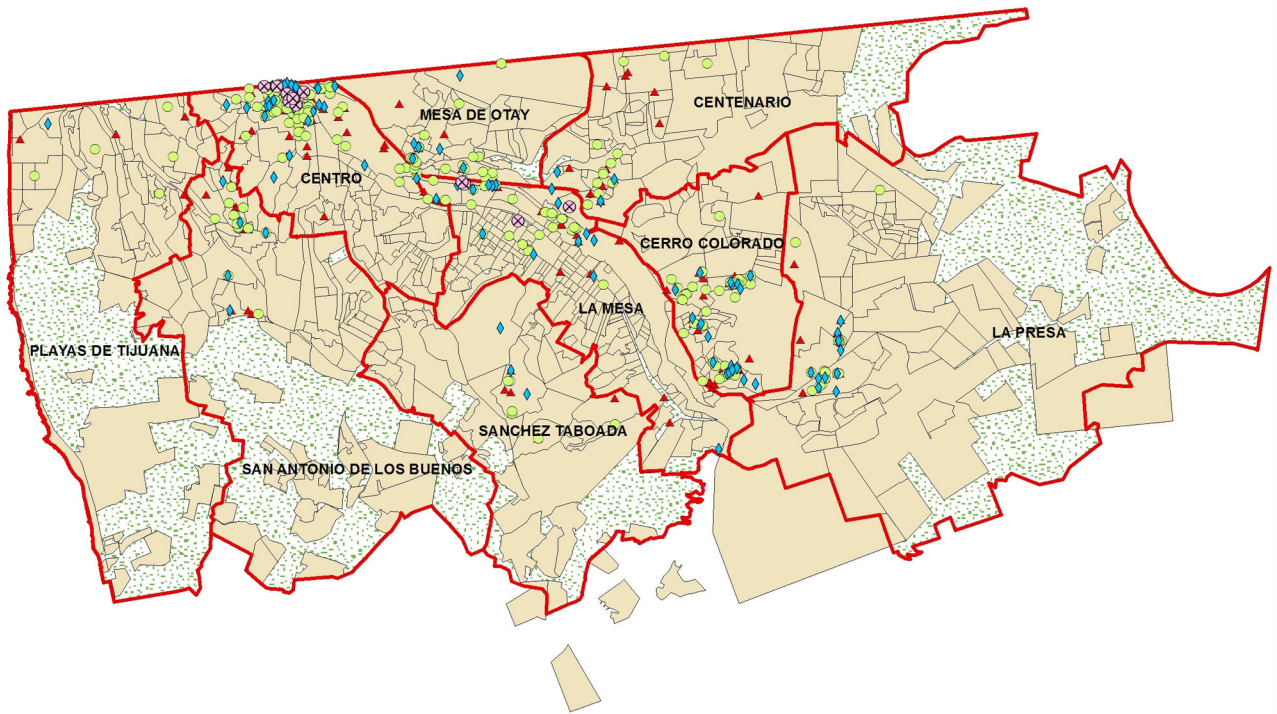 CENTENARIO
MESA DE OTAY
CENTRO
CERRO COLORADO
LA MESA
LA PRESA
PLAYAS DE TIJUANA
SANCHEZ TABOADA
SAN ANTONIO DE LOS BUENOS